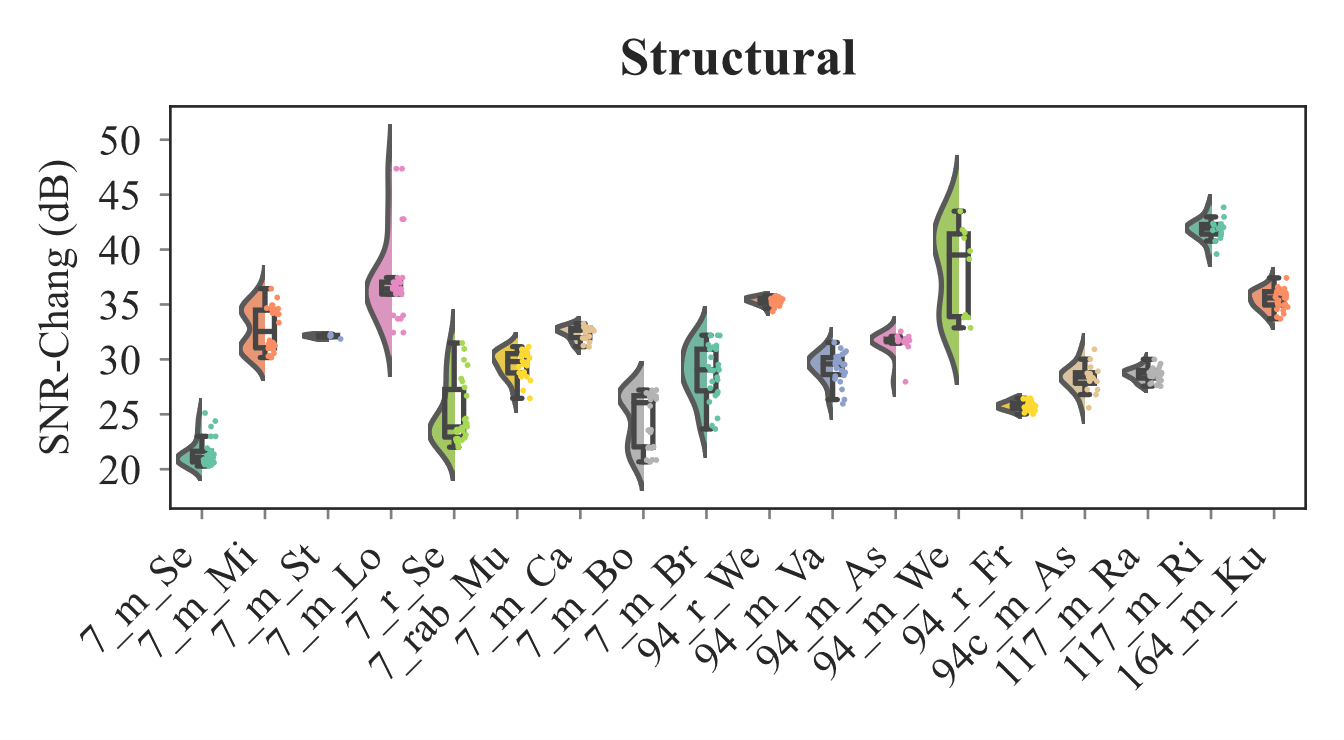 Structural
SNR-Chang (dB)
50
45
40
35
30
25
20
7_m_Se
7_m_Mi
7_m_St
7_m_Lo
7_r_Se
7_rab_Mu
7_m_Ca
7_m_Bo
7_m_Br
94_r_We
94_m_Va
94_m_As
94_m_We
94_r_Fr
94c_m_As
117_m_Ra
117_m_Ri
164_m_Ku